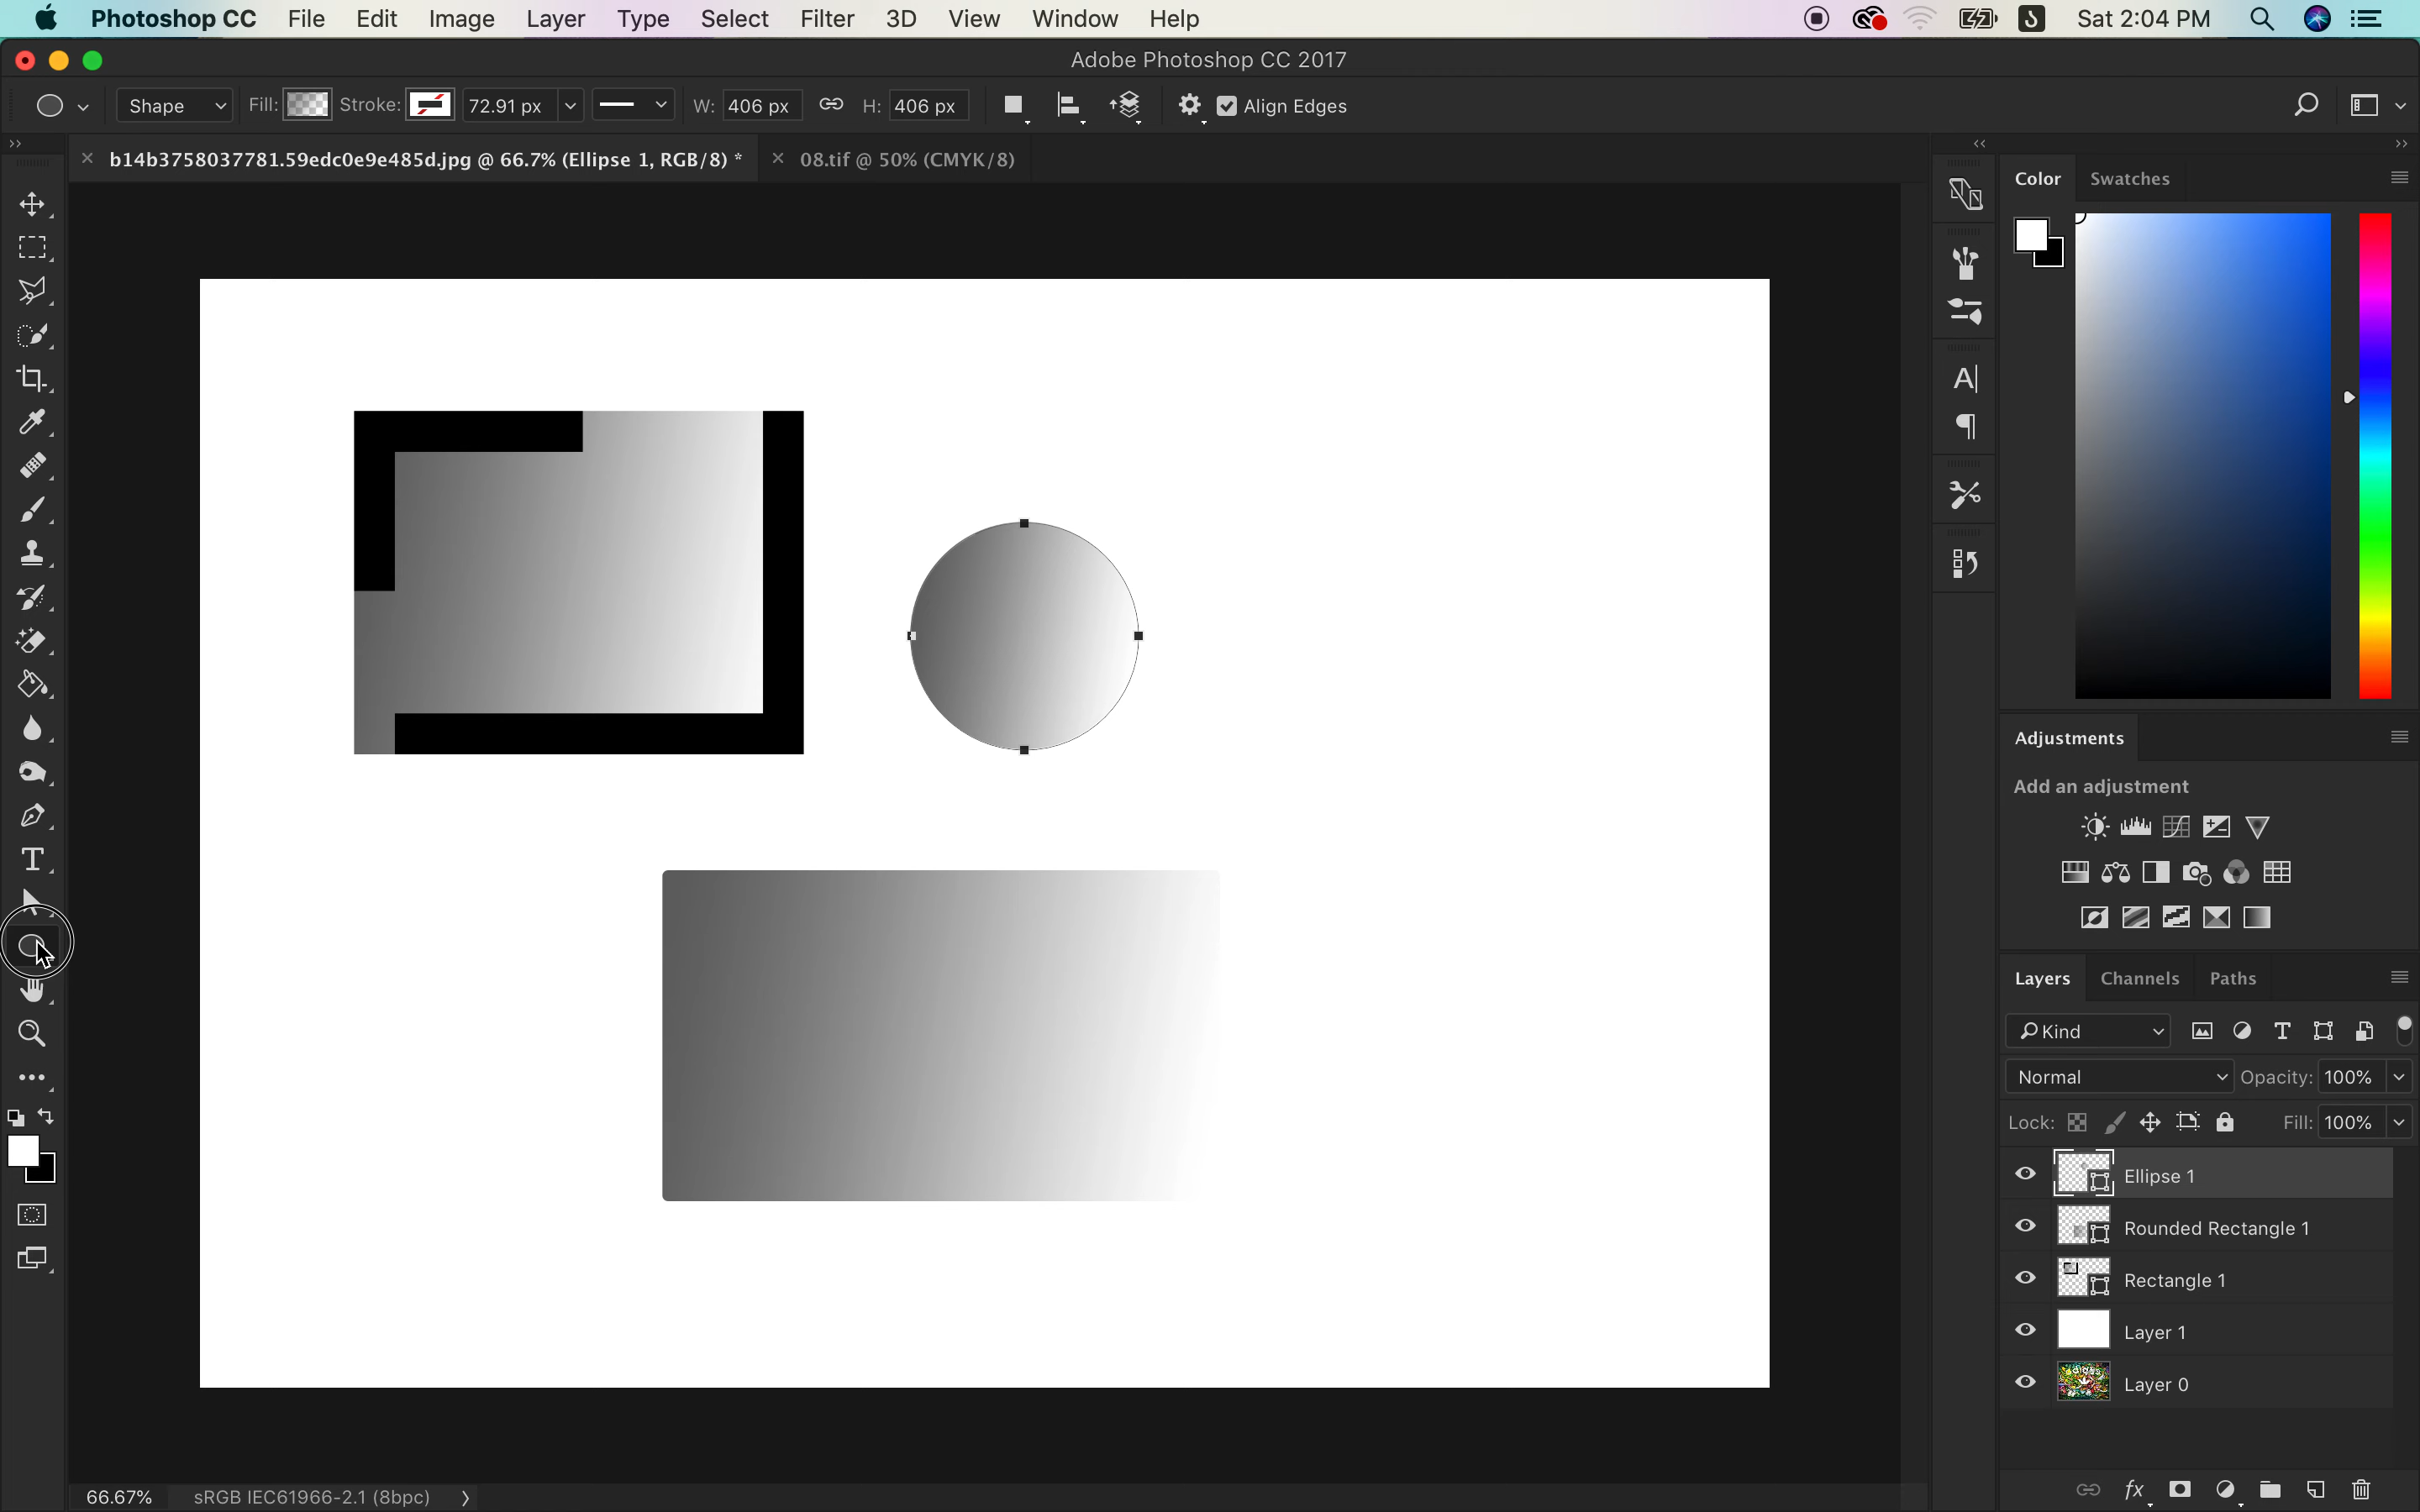 Photoshop CC File Edit Image Layer Type Select Filter 3D View Window Help Sat 2:04 PM
Adobe Photoshop CC 2017
Shape Fill: Stroke: 72.91 px W: 406 px H: 406 px Align Edges
b14b3758037781.59edc0e9e485d.jpg @ 66.7% (Ellipse 1, RGB/8) * 08.tif @ 50% (CMYK/8)
Color Swatches
Adjustments
Add an adjustment
Layers Channels Paths
Kind
Normal Opacity: 100%
Lock: Fill: 100%
Ellipse 1
Rounded Rectangle 1
Rectangle 1
Layer 1
Layer 0
fx
66.67% sRGB IEC61966-2.1 (8bpc)